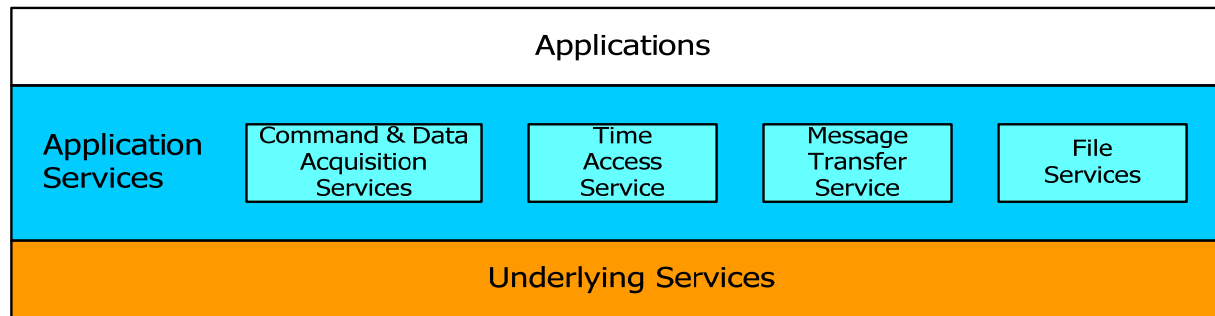 Applications
Application
Services
Command & Data
Acquisition
Services
Time
Access
Service
Message
Transfer
Service
File
Services
Underlying Services